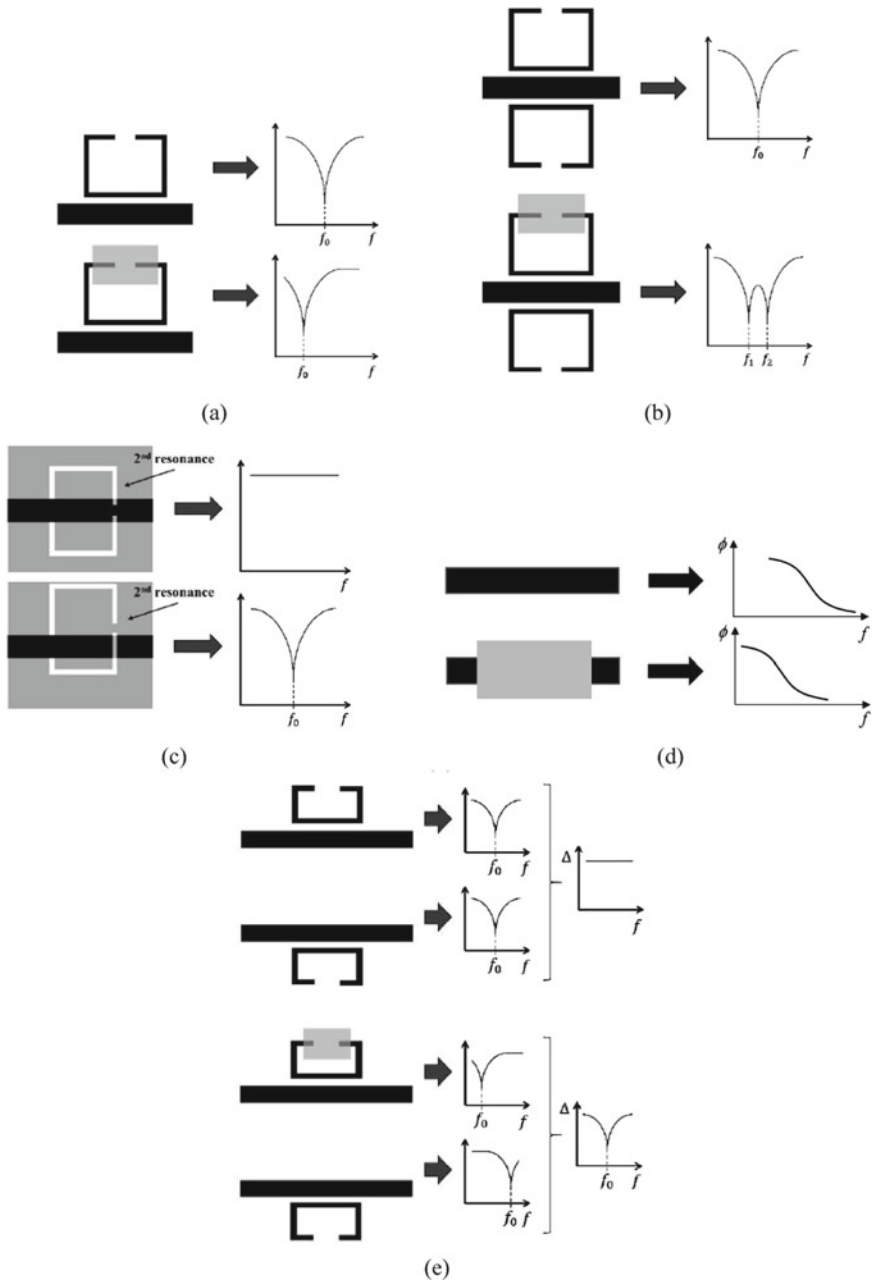 f₀ f
f₀ f
(a)
f₀ f
f₁ f₂ f
(b)
2ⁿᵈ resonance
f
2ⁿᵈ resonance
f₀ f
(c)
ϕ
f
ϕ
f
(d)
f₀ f
f₀ f
Δ
f
f₀ f
f₀ f
Δ
f₀ f
(e)